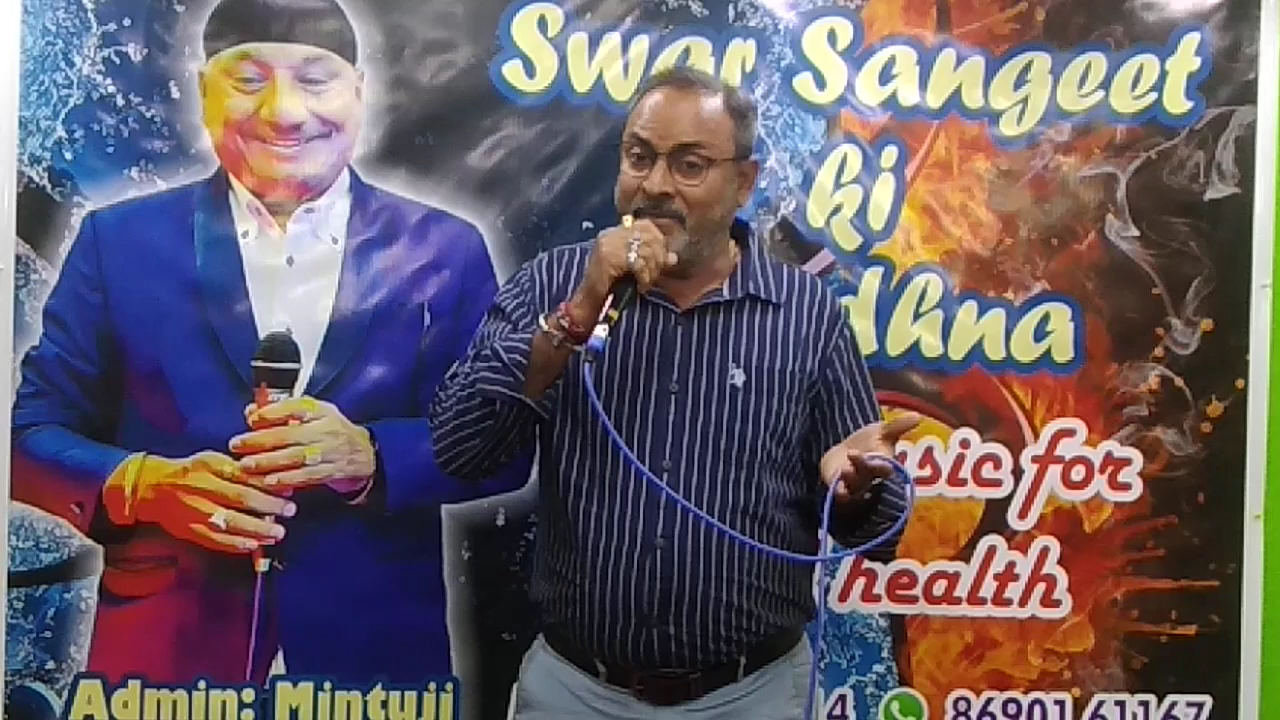 Swar Sangeet
ki
dhna
usic for
health
Admin: Mintuji
4 86901 61167